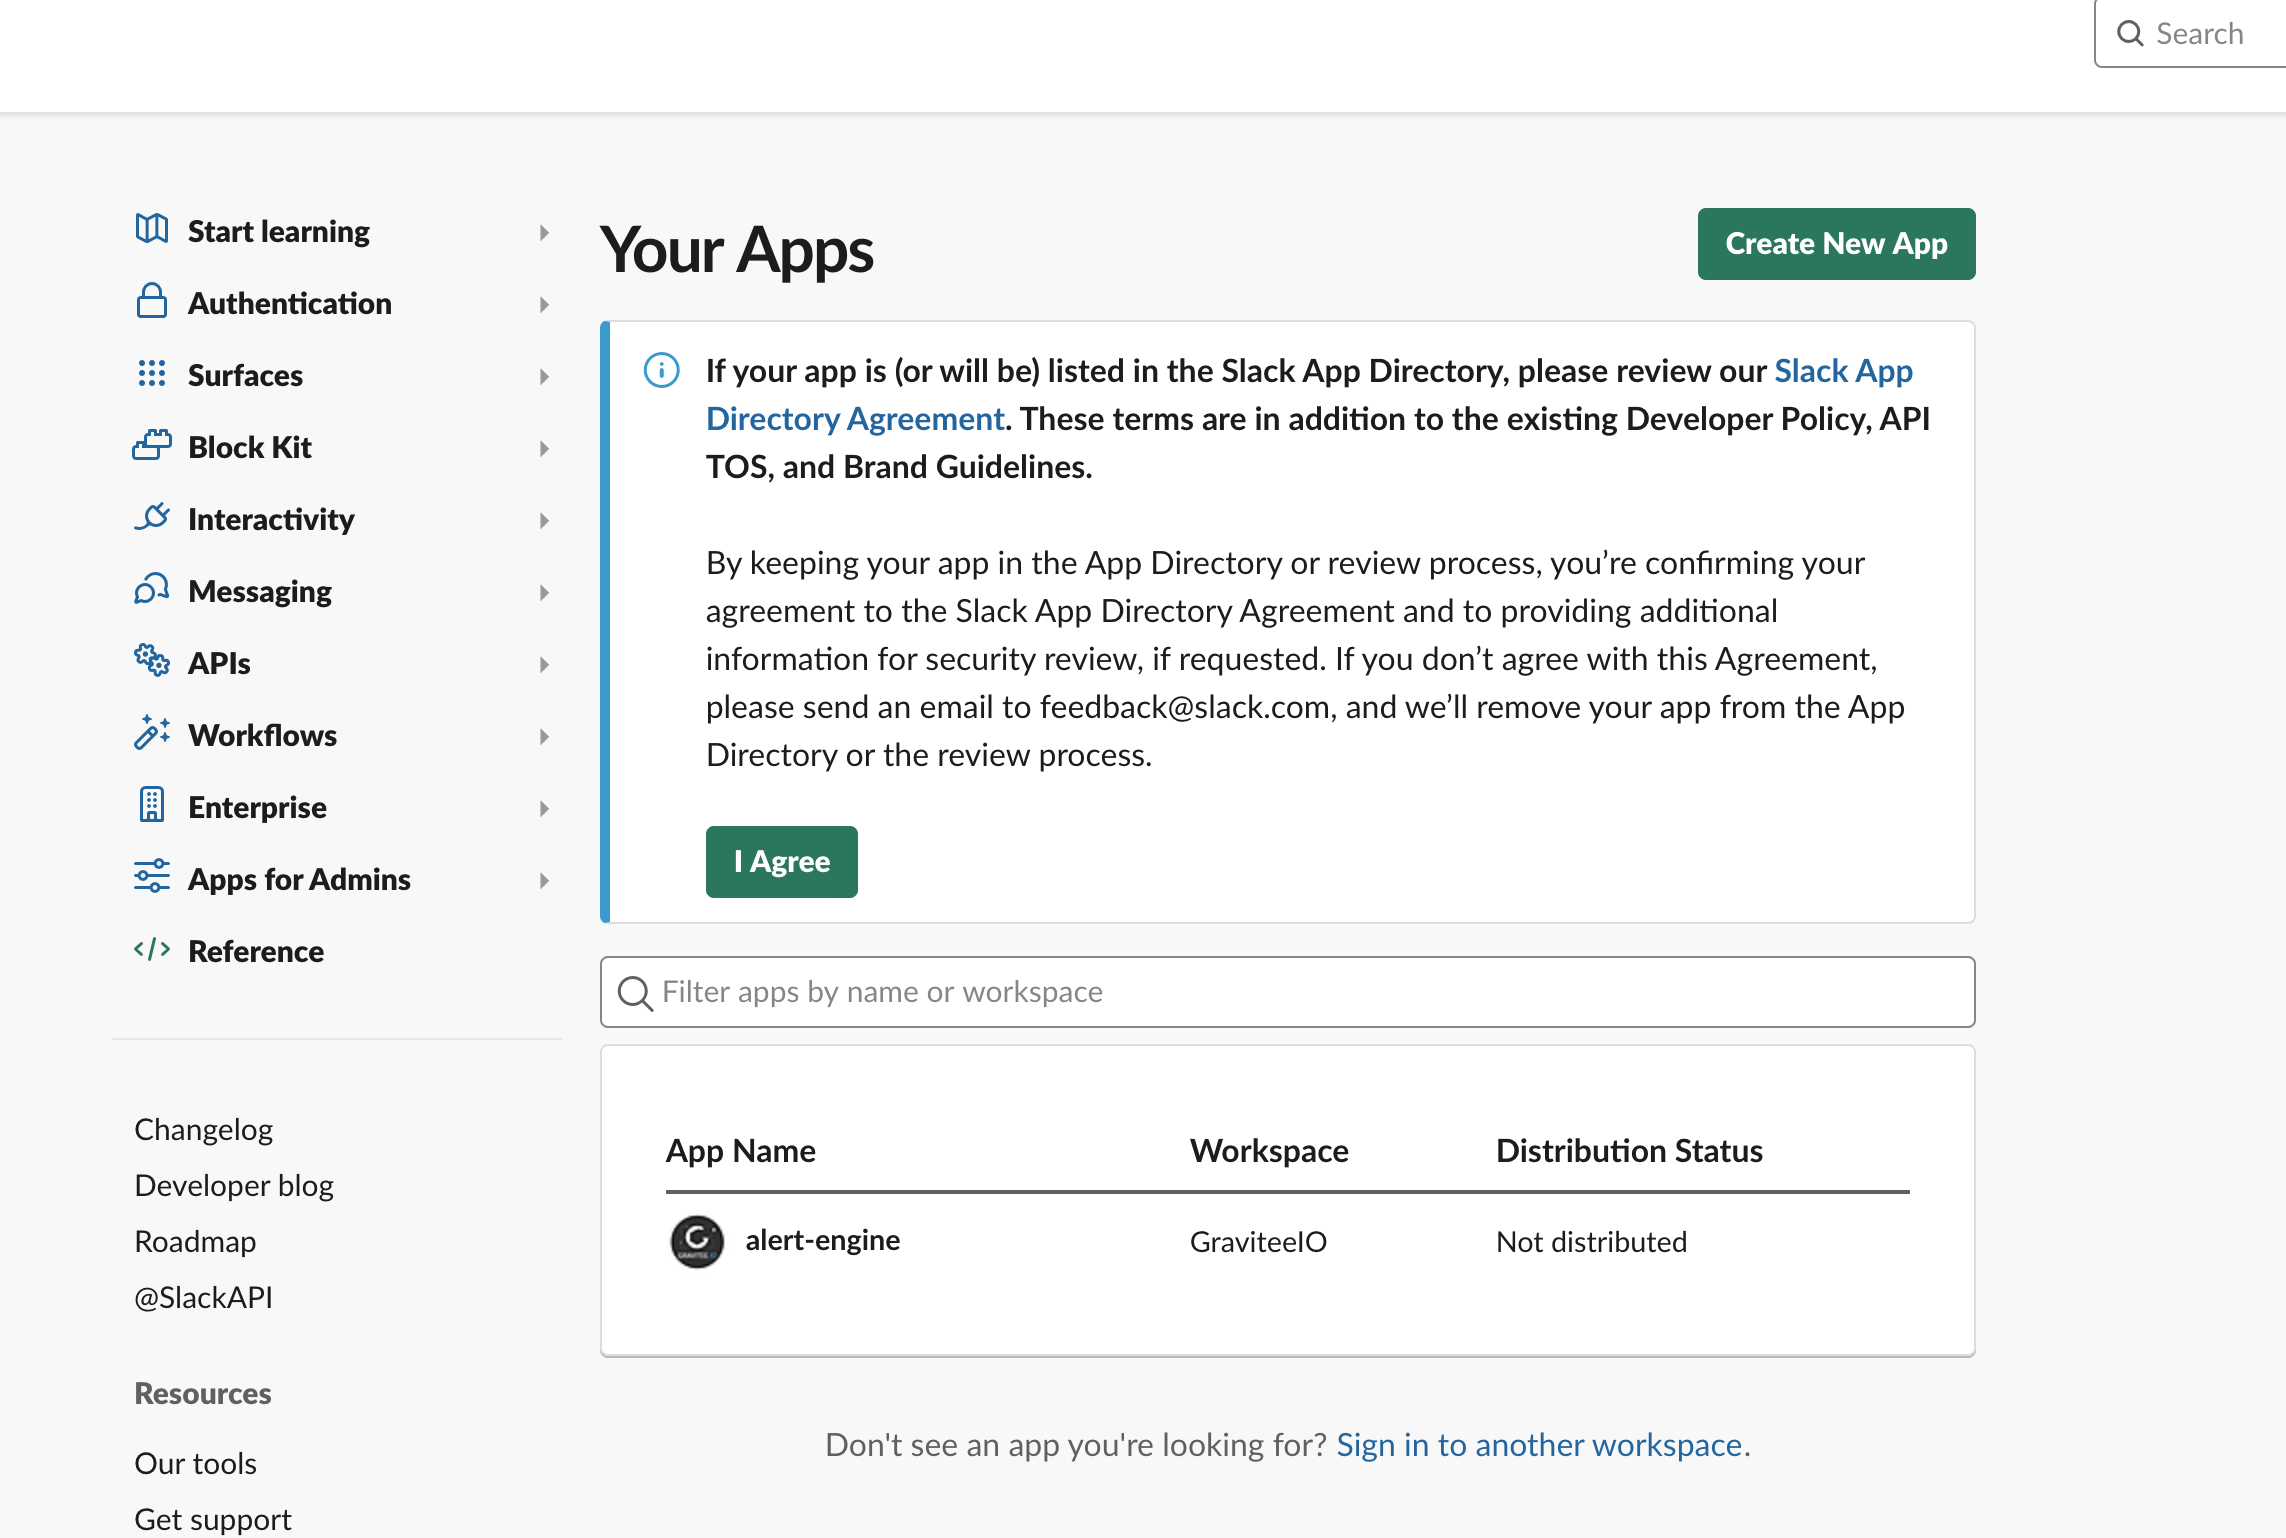 Search
Start learning
Authentication
Surfaces
Block Kit
Interactivity
Messaging
APIs
Workflows
Enterprise
Apps for Admins
Reference
Changelog
Developer blog
Roadmap
@SlackAPI
Resources
Our tools
Get support
Your Apps
Create New App
If your app is (or will be) listed in the Slack App Directory, please review our Slack App
Directory Agreement. These terms are in addition to the existing Developer Policy, API
TOS, and Brand Guidelines.
By keeping your app in the App Directory or review process, you’re confirming your
agreement to the Slack App Directory Agreement and to providing additional
information for security review, if requested. If you don’t agree with this Agreement,
please send an email to feedback@slack.com, and we’ll remove your app from the App
Directory or the review process.
I Agree
Filter apps by name or workspace
App Name Workspace Distribution Status
alert-engine GraviteeIO Not distributed
Don't see an app you're looking for? Sign in to another workspace.